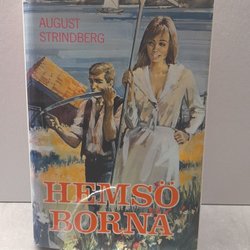 AUGUST
STRINDBERG
HEMSÖ
BORNA